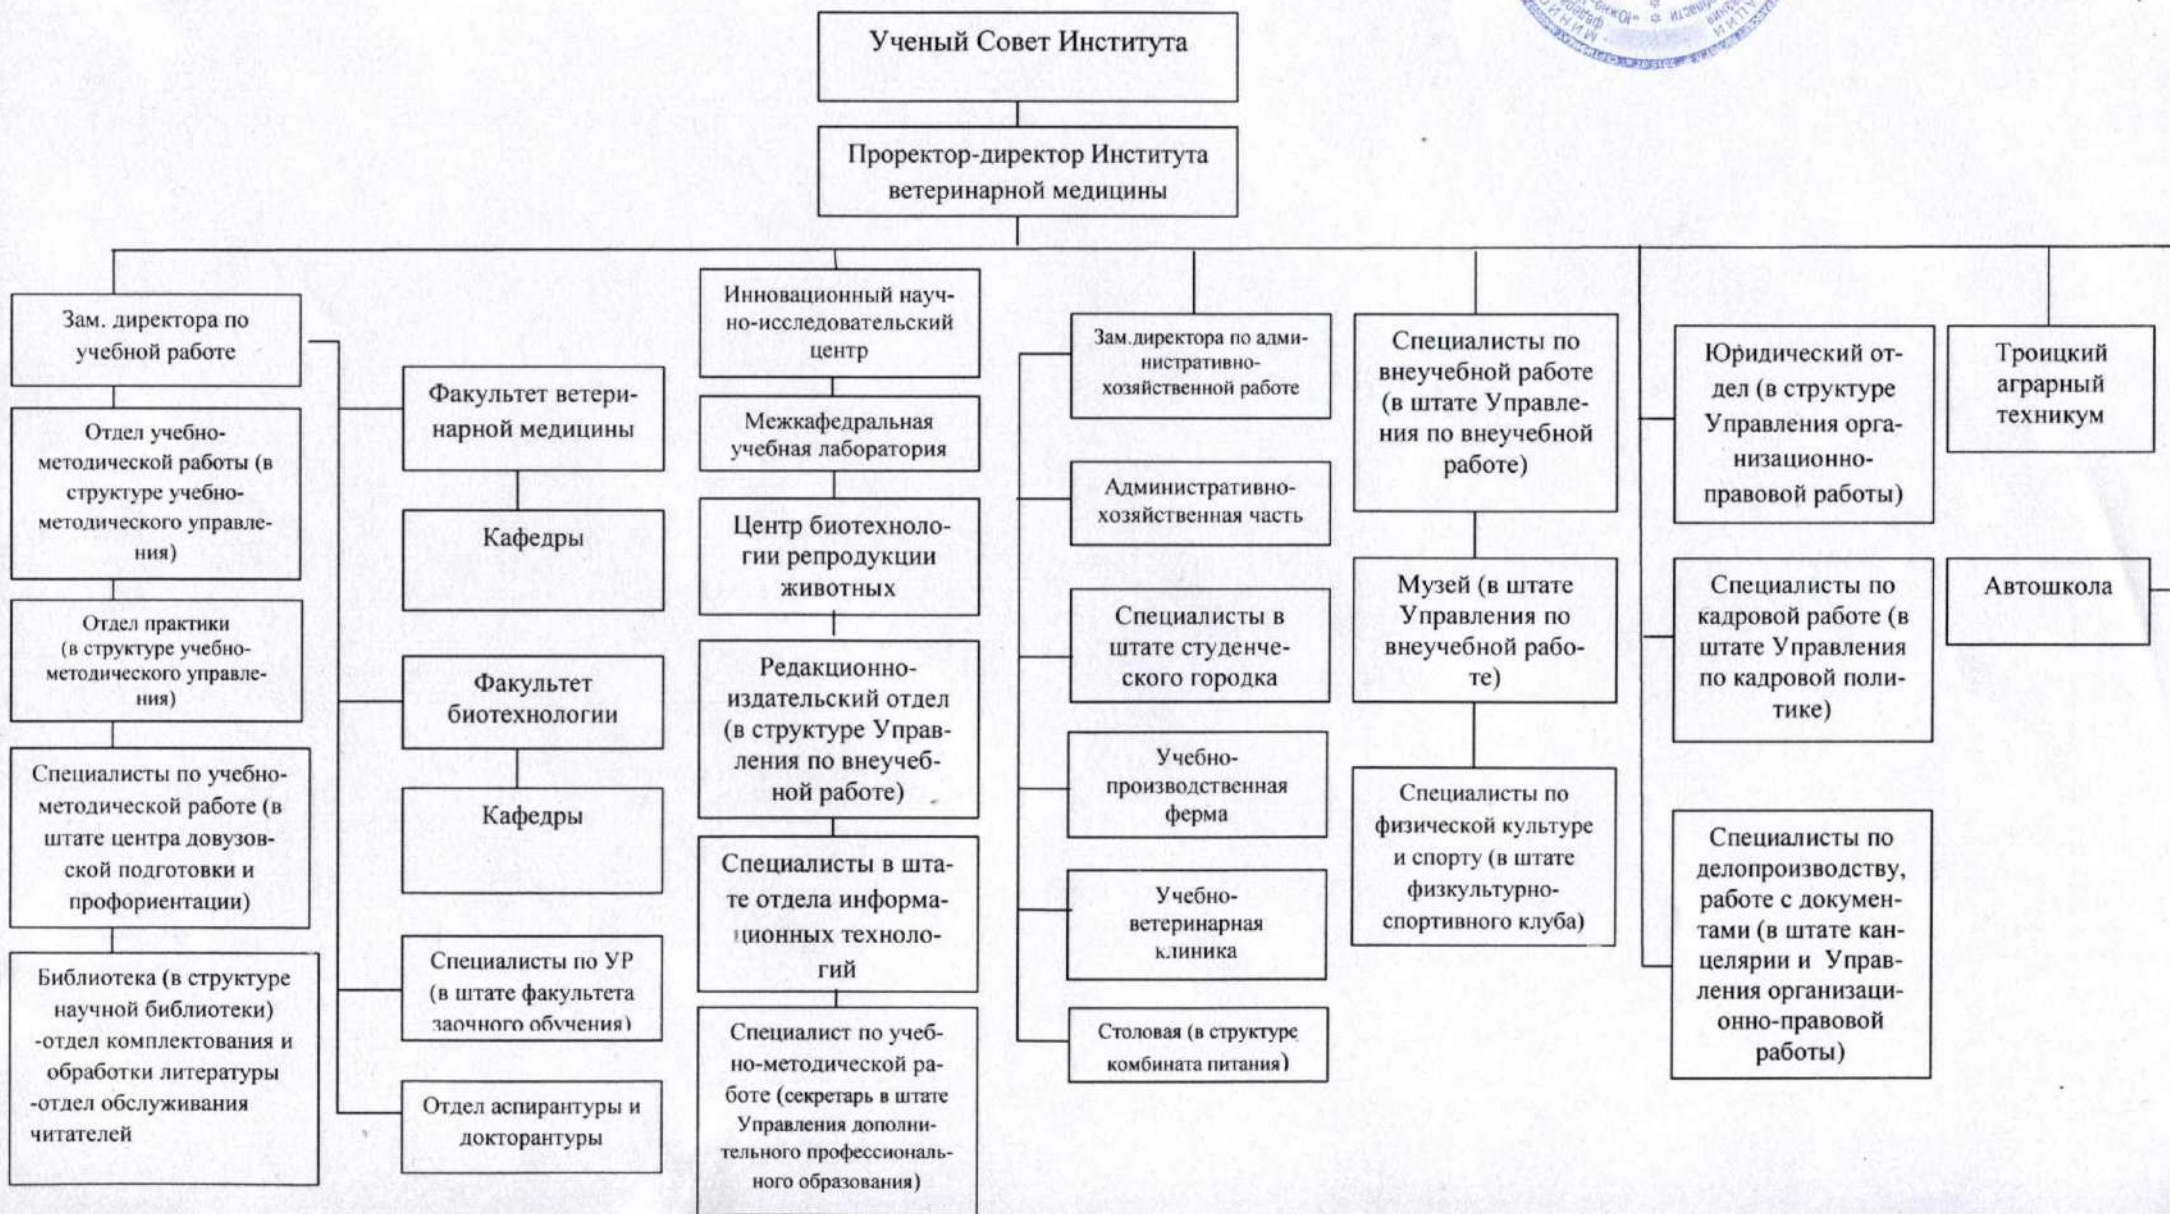 Ученый Совет Института
Проректор-директор Института
ветеринарной медицины
Зам. директора по
учебной работе
Отдел учебно-
методической работы (в
структуре учебно-
методического управле-
ния)
Отдел практики
(в структуре учебно-
методического управле-
ния)
Специалисты по учебно-
методической работе (в
штате центра довузов-
ской подготовки и
профориентации)
Библиотека (в структуре
научной библиотеки)
-отдел комплектования и
обработки литературы
-отдел обслуживания
читателей
Факультет ветери-
нарной медицины
Кафедры
Факультет
биотехнологии
Кафедры
Специалисты по УР
(в штате факультета
заочного обучения)
Отдел аспирантуры и
докторантуры
Инновационный науч-
но-исследовательский
центр
Межкафедральная
учебная лаборатория
Центр биотехноло-
гии репродукции
животных
Редакционно-
издательский отдел
(в структуре Управ-
ления по внеучеб-
ной работе)
Специалисты в шта-
те отдела информа-
ционных техноло-
гий
Специалист по учеб-
но-методической ра-
боте (секретарь в штате
Управления дополни-
тельного профессиональ-
ного образования)
Зам.директора по адми-
нистративно-
хозяйственной работе
Административно-
хозяйственная часть
Специалисты в
штате студенче-
ского городка
Учебно-
производственная
ферма
Учебно-
ветеринарная
клиника
Столовая (в структуре
комбината питания)
Специалисты по
внеучебной работе
(в штате Управле-
ния по внеучебной
работе)
Музей (в штате
Управления по
внеучебной рабо-
те)
Специалисты по
физической культуре
и спорту (в штате
физкультурно-
спортивного клуба)
Юридический от-
дел (в структуре
Управления орга-
низационно-
правовой работы)
Специалисты по
кадровой работе (в
штате Управления
по кадровой поли-
тике)
Специалисты по
делопроизводству,
работе с докумен-
тами (в штате кан-
целярии и Управ-
ления организаци-
онно-правовой
работы)
Троицкий
аграрный
техникум
Автошкола